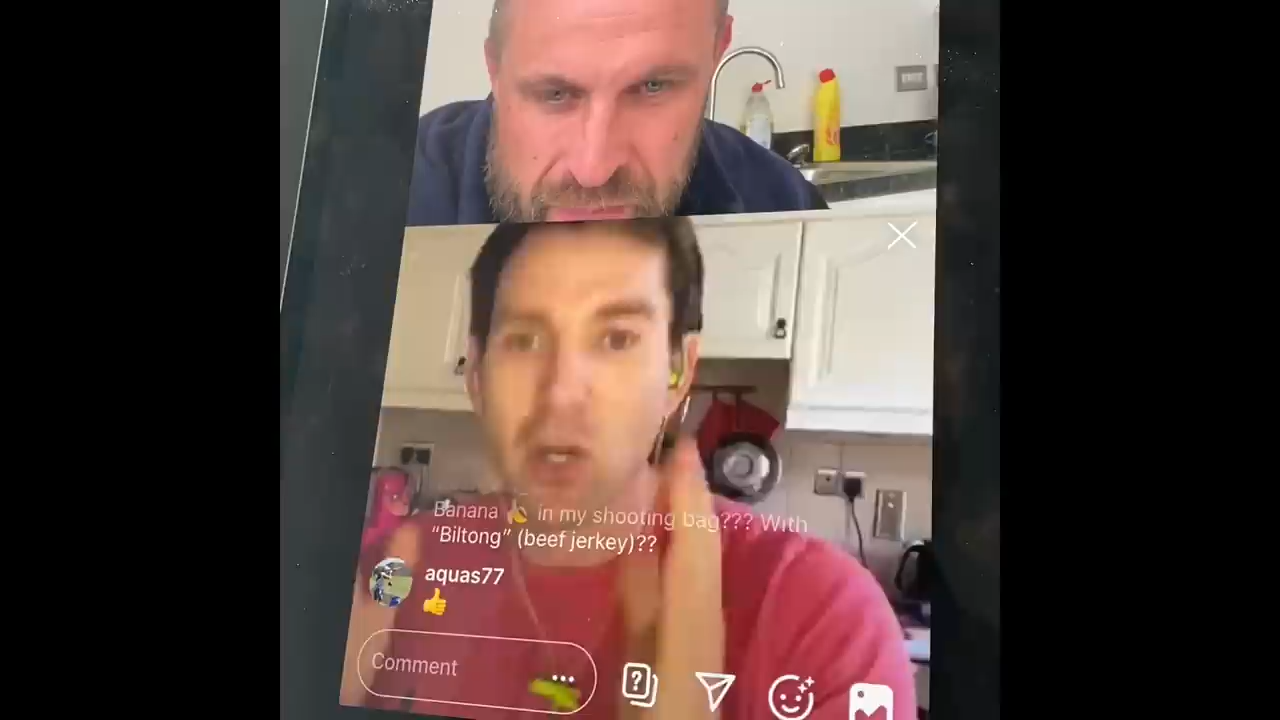 Banana 🍌 in my shooting bag??? With
“Biltong” (beef jerkey)??
aquas77
👍
Comment